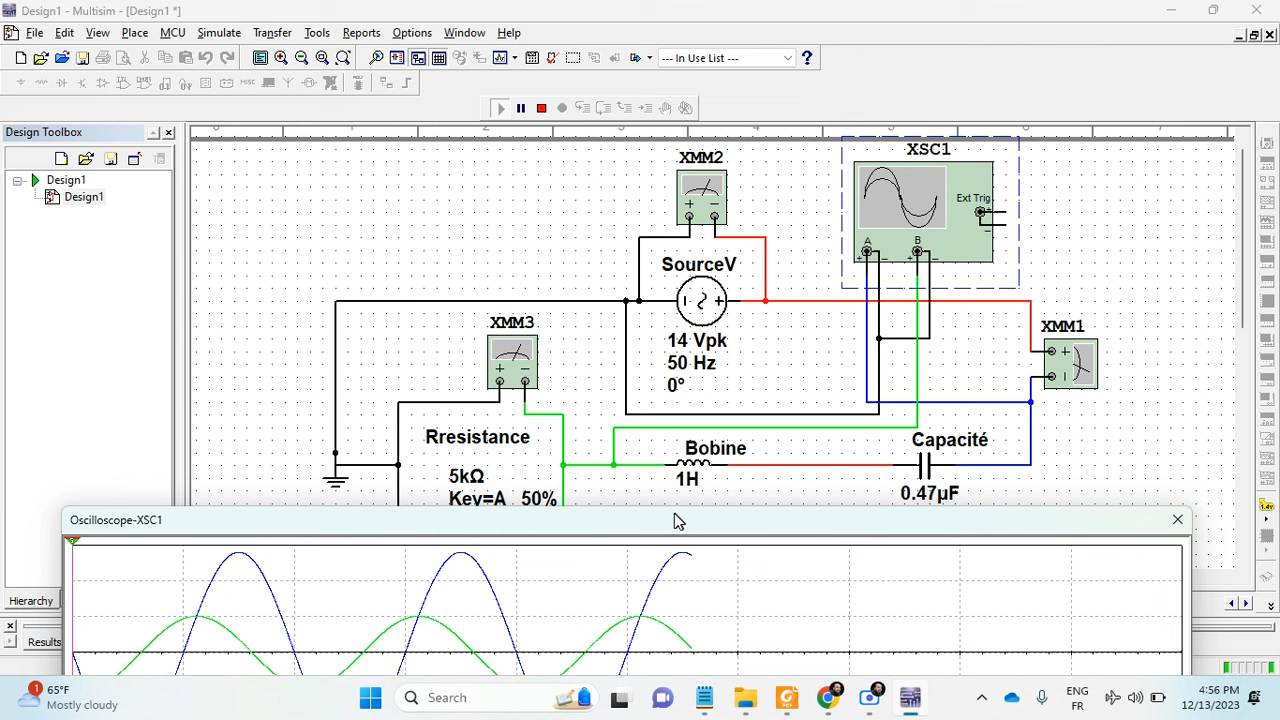 Design1 - Multisim - [Design1 *]
File Edit View Place MCU Simulate Transfer Tools Reports Options Window Help
--- In Use List ---
Design Toolbox
Design1
Design1
XMM2
XSC1
Ext Trig
A B
SourceV
XMM3
14 Vpk
50 Hz
0°
XMM1
Rresistance
Bobine
Capacité
5kΩ
1H
0.47µF
Key=A 50%
Oscilloscope-XSC1
Hierarchy
Results
65°F
Mostly cloudy
1
Search
ENG
FR
4:56 PM
12/13/2023